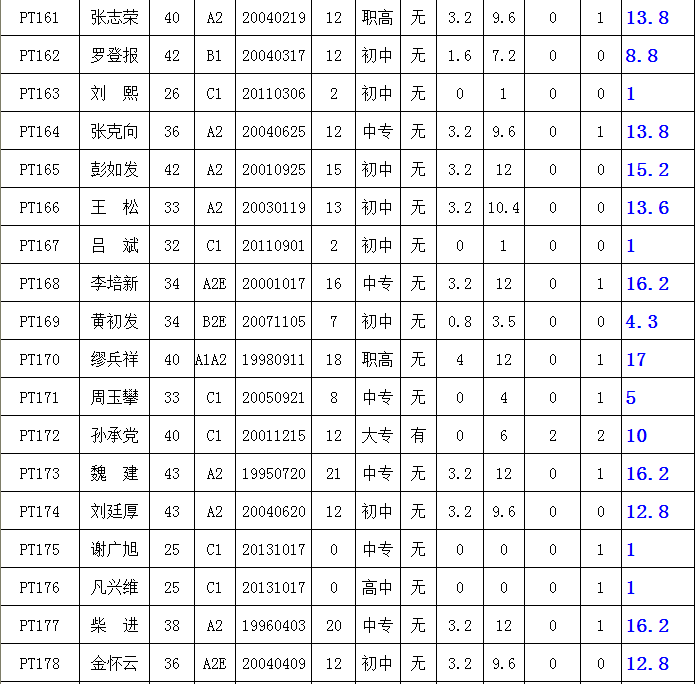 PT161 张志荣 40 A2 20040219 12 职高 无 3.2 9.6 0 1 13.8
PT162 罗登报 42 B1 20040317 12 初中 无 1.6 7.2 0 0 8.8
PT163 刘 熙 26 C1 20110306 2 初中 无 0 1 0 0 1
PT164 张克向 36 A2 20040625 12 中专 无 3.2 9.6 0 1 13.8
PT165 彭如发 42 A2 20010925 15 初中 无 3.2 12 0 0 15.2
PT166 王 松 33 A2 20030119 13 初中 无 3.2 10.4 0 0 13.6
PT167 吕 斌 32 C1 20110901 2 初中 无 0 1 0 0 1
PT168 李培新 34 A2E 20001017 16 中专 无 3.2 12 0 1 16.2
PT169 黄初发 34 B2E 20071105 7 初中 无 0.8 3.5 0 0 4.3
PT170 缪兵祥 40 A1A2 19980911 18 职高 无 4 12 0 1 17
PT171 周玉攀 33 C1 20050921 8 中专 无 0 4 0 1 5
PT172 孙承党 40 C1 20011215 12 大专 有 0 6 2 2 10
PT173 魏 建 43 A2 19950720 21 中专 无 3.2 12 0 1 16.2
PT174 刘廷厚 43 A2 20040620 12 初中 无 3.2 9.6 0 0 12.8
PT175 谢广旭 25 C1 20131017 0 中专 无 0 0 0 1 1
PT176 凡兴维 25 C1 20131017 0 高中 无 0 0 0 1 1
PT177 柴 进 38 A2 19960403 20 中专 无 3.2 12 0 1 16.2
PT178 金怀云 36 A2E 20040409 12 初中 无 3.2 9.6 0 0 12.8